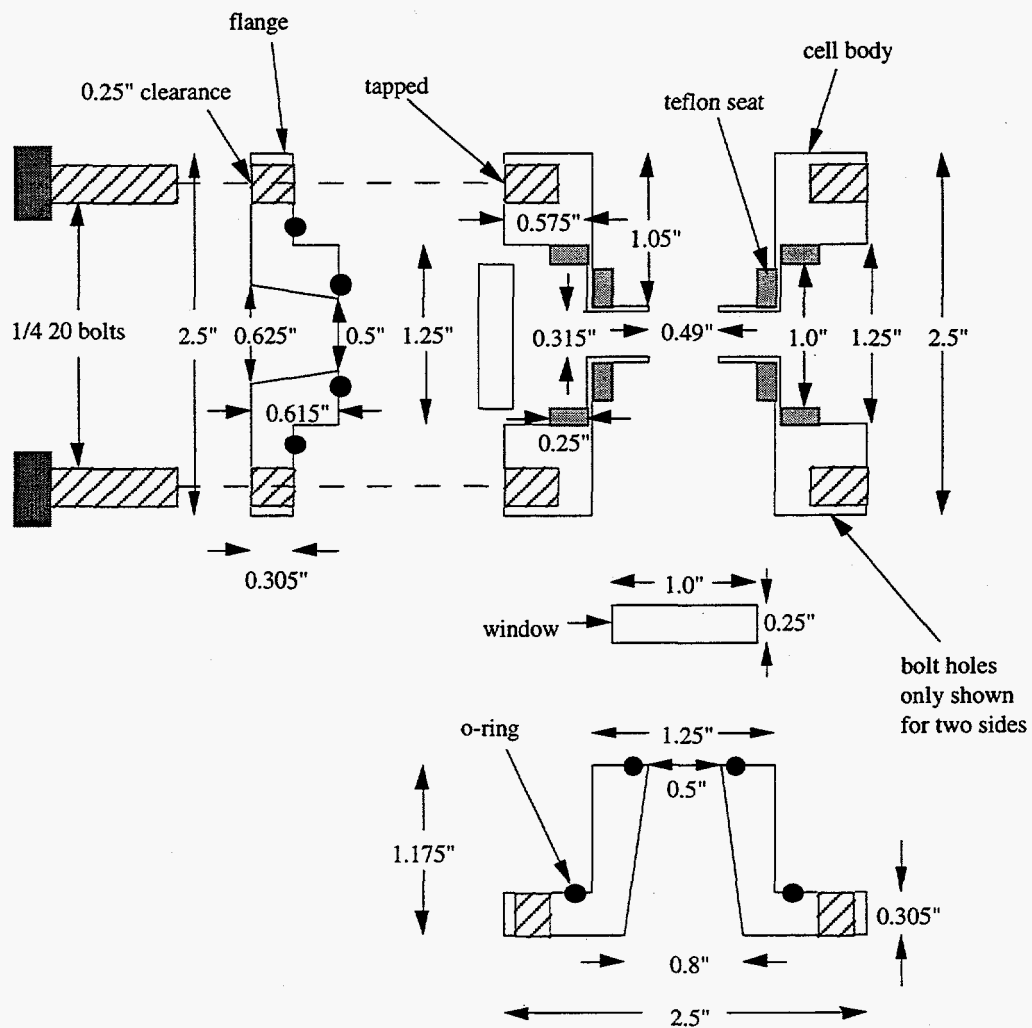 flange
cell body
0.25" clearance
tapped
teflon seat
0.575"
1.05"
1/4 20 bolts
2.5"
0.625"
0.5"
1.25"
0.315"
0.49"
1.0"
1.25"
2.5"
0.615"
0.25"
0.305"
1.0"
window
0.25"
bolt holes
only shown
for two sides
o-ring
1.25"
0.5"
1.175"
0.305"
0.8"
2.5"